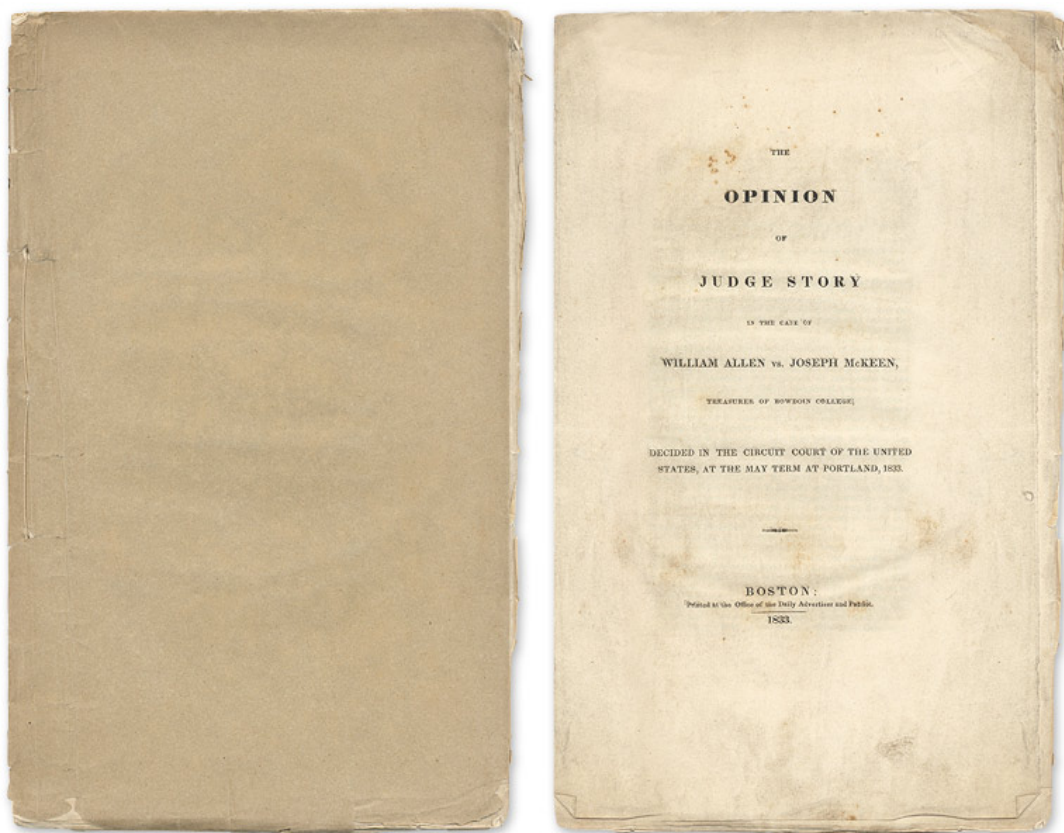 THE
OPINION
OF
JUDGE STORY
IN THE CASE OF
WILLIAM ALLEN vs. JOSEPH McKEEN,
TREASURER OF BOWDOIN COLLEGE;
DECIDED IN THE CIRCUIT COURT OF THE UNITED
STATES, AT THE MAY TERM AT PORTLAND, 1833.
BOSTON:
Printed at the Office of the Daily Advertiser and Patriot.
1833.